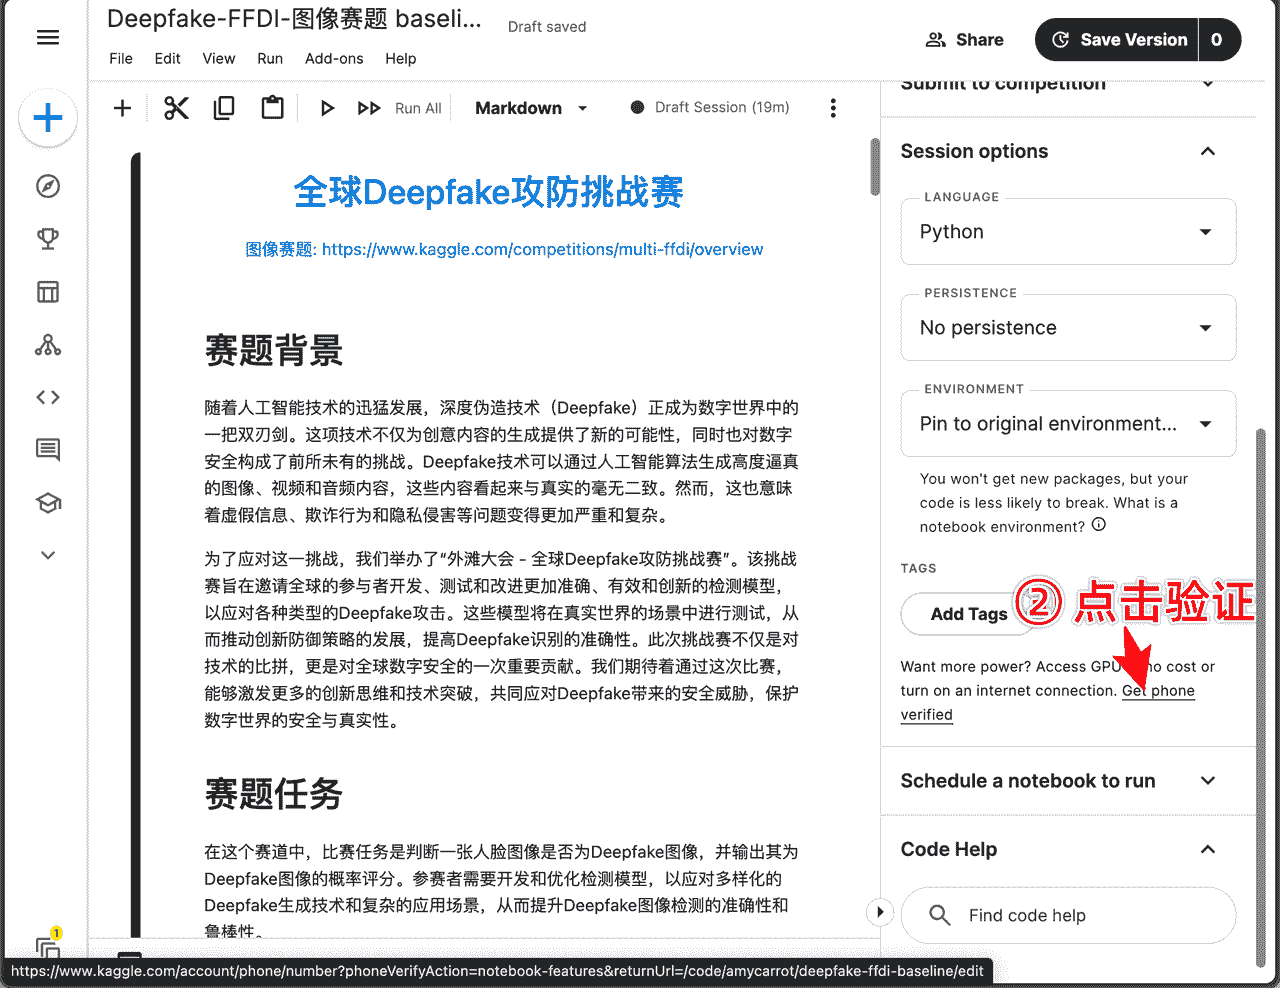 Deepfake-FFDI-图像赛题 baseli...
Draft saved
Share
Save Version
0
File Edit View Run Add-ons Help
Run All
Markdown
Draft Session (19m)
全球Deepfake攻防挑战赛
图像赛题: https://www.kaggle.com/competitions/multi-ffdi/overview
赛题背景
随着人工智能技术的迅猛发展，深度伪造技术（Deepfake）正成为数字世界中的
一把双刃剑。这项技术不仅为创意内容的生成提供了新的可能性，同时也对数字
安全构成了前所未有的挑战。Deepfake技术可以通过人工智能算法生成高度逼真
的图像、视频和音频内容，这些内容看起来与真实的毫无二致。然而，这也意味
着虚假信息、欺诈行为和隐私侵害等问题变得更加严重和复杂。
为了应对这一挑战，我们举办了“外滩大会 - 全球Deepfake攻防挑战赛”。该挑战
赛旨在邀请全球的参与者开发、测试和改进更加准确、有效和创新的检测模型，
以应对各种类型的Deepfake攻击。这些模型将在真实世界的场景中进行测试，从
而推动创新防御策略的发展，提高Deepfake识别的准确性。此次挑战赛不仅是对
技术的比拼，更是对全球数字安全的一次重要贡献。我们期待着通过这次比赛，
能够激发更多的创新思维和技术突破，共同应对Deepfake带来的安全威胁，保护
数字世界的安全与真实性。
赛题任务
在这个赛道中，比赛任务是判断一张人脸图像是否为Deepfake图像，并输出其为
Deepfake图像的概率评分。参赛者需要开发和优化检测模型，以应对多样化的
Deepfake生成技术和复杂的应用场景，从而提升Deepfake图像检测的准确性和
鲁棒性。
Submit to competition
Session options
LANGUAGE
Python
PERSISTENCE
No persistence
ENVIRONMENT
Pin to original environment...
You won't get new packages, but your
code is less likely to break. What is a
notebook environment?
TAGS
Add Tags
② 点击验证
Want more power? Access GPU no cost or
turn on an internet connection. Get phone
verified
Schedule a notebook to run
Code Help
Find code help
1
https://www.kaggle.com/account/phone/number?phoneVerifyAction=notebook-features&returnUrl=/code/amycarrot/deepfake-ffdi-baseline/edit